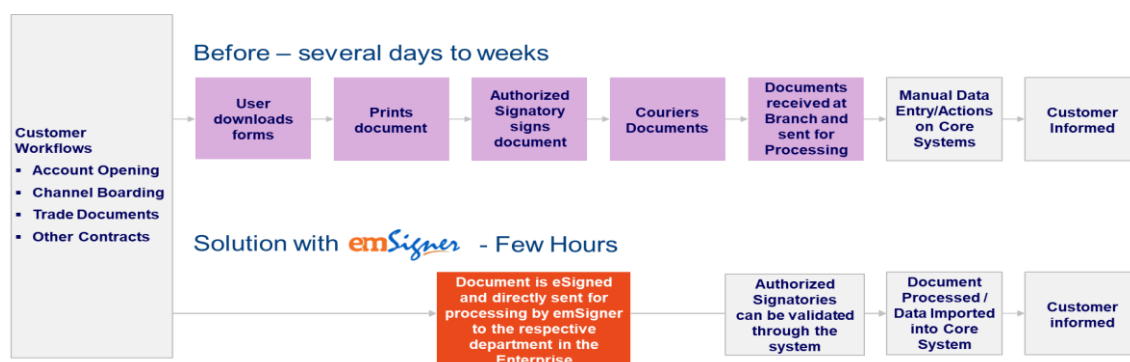 Before – several days to weeks
Customer
Workflows
▪ Account Opening
▪ Channel Boarding
▪ Trade Documents
▪ Other Contracts
User
downloads
forms
Prints
document
Authorized
Signatory
signs
document
Couriers
Documents
Documents
received at
Branch and
sent for
Processing
Manual Data
Entry/Actions
on Core
Systems
Customer
Informed
Solution with emSigner - Few Hours
Document is eSigned
and directly sent for
processing by emSigner
to the respective
department in the
Enterprise
Authorized
Signatories
can be validated
through the
system
Document
Processed /
Data Imported
into Core
System
Customer
informed